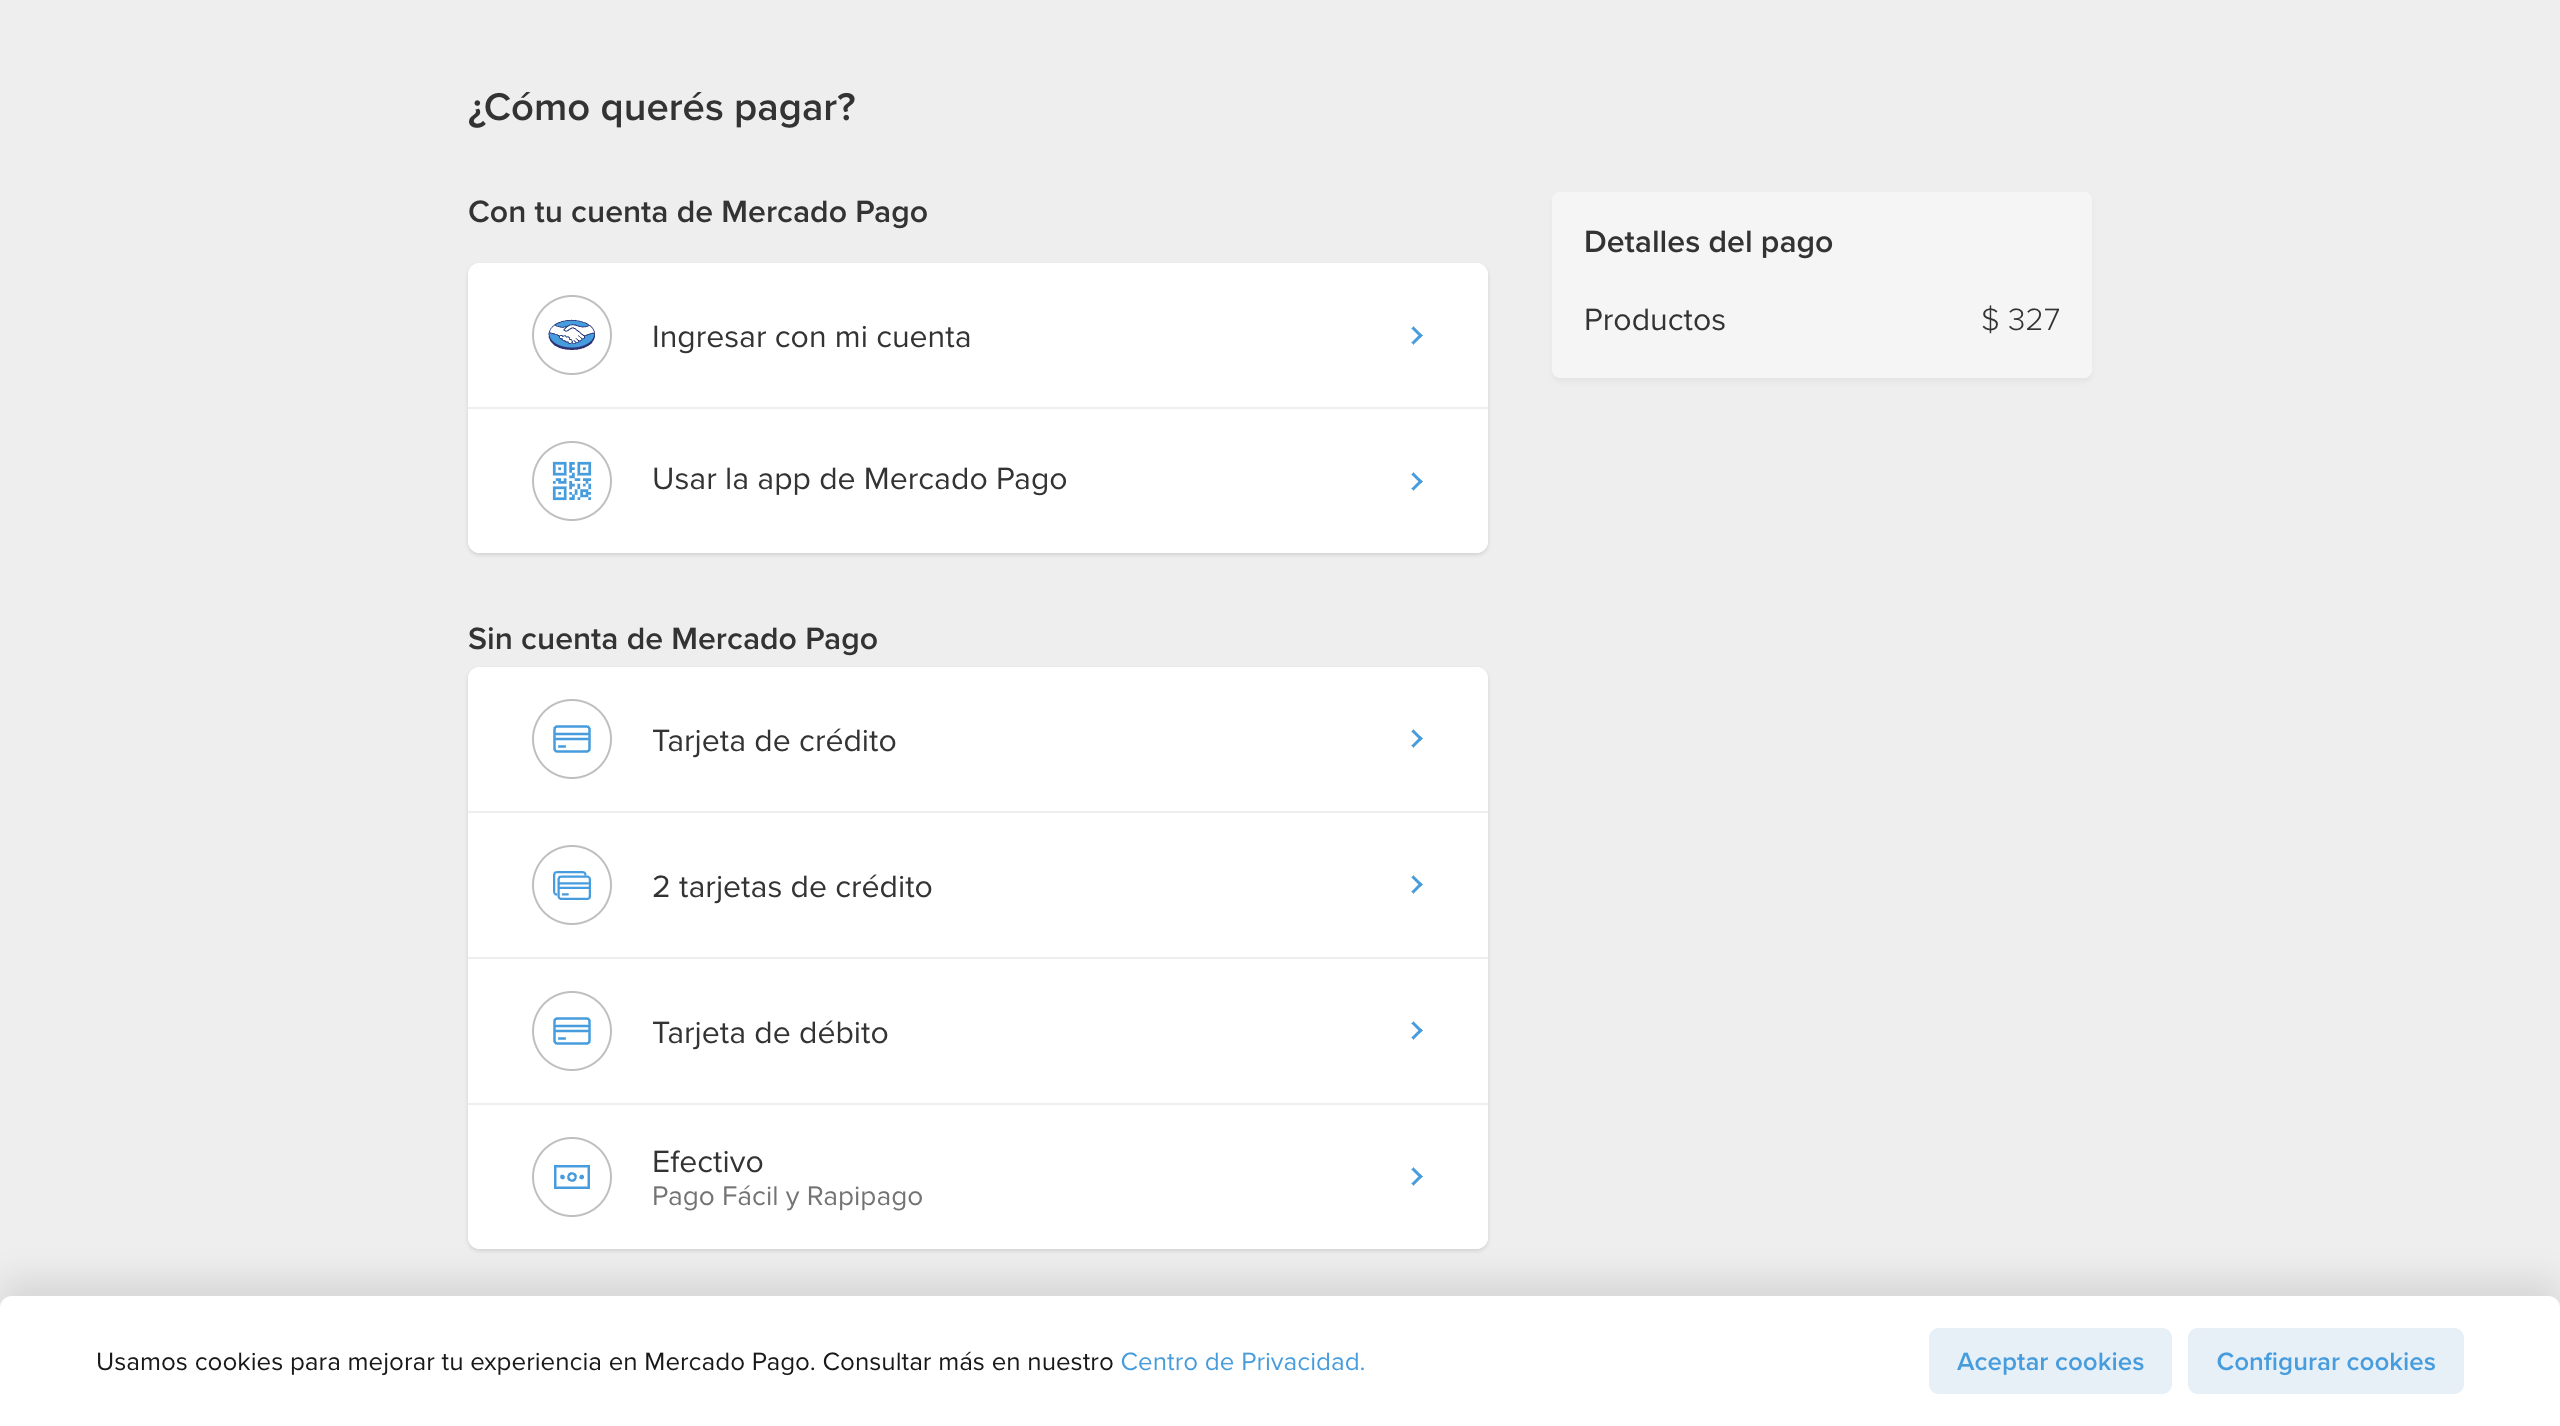 ¿Cómo querés pagar?
Con tu cuenta de Mercado Pago
Ingresar con mi cuenta
Usar la app de Mercado Pago
Sin cuenta de Mercado Pago
Tarjeta de crédito
2 tarjetas de crédito
Tarjeta de débito
Efectivo
Pago Fácil y Rapipago
Detalles del pago
Productos $ 327
Usamos cookies para mejorar tu experiencia en Mercado Pago. Consultar más en nuestro Centro de Privacidad.
Aceptar cookies
Configurar cookies